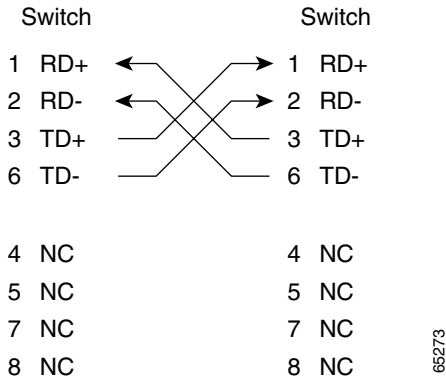 Switch Switch
1 RD+ 1 RD+
2 RD- 2 RD-
3 TD+ 3 TD+
6 TD- 6 TD-
4 NC 4 NC
5 NC 5 NC
7 NC 7 NC
8 NC 8 NC
65273